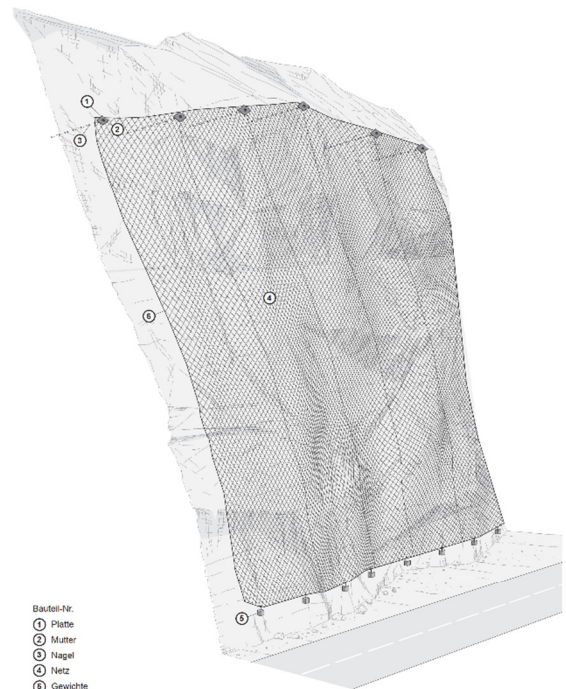 1
2
3
4
6
5
Bauteil-Nr.
1 Platte
2 Mutter
3 Nagel
4 Netz
5 Gewichte